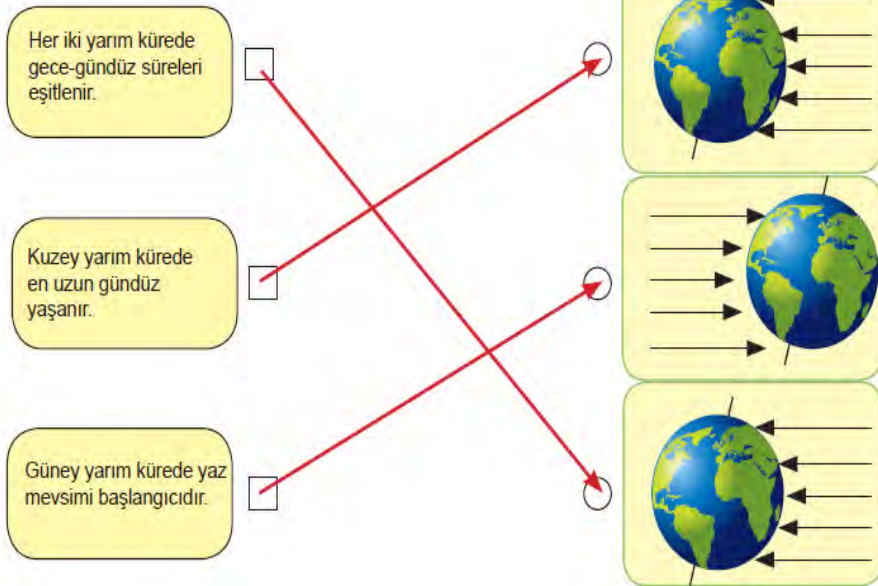 Her iki yarım kürede
gece-gündüz süreleri
eşitlenir.
Kuzey yarım kürede
en uzun gündüz
yaşanır.
Güney yarım kürede yaz
mevsimi başlangıcıdır.